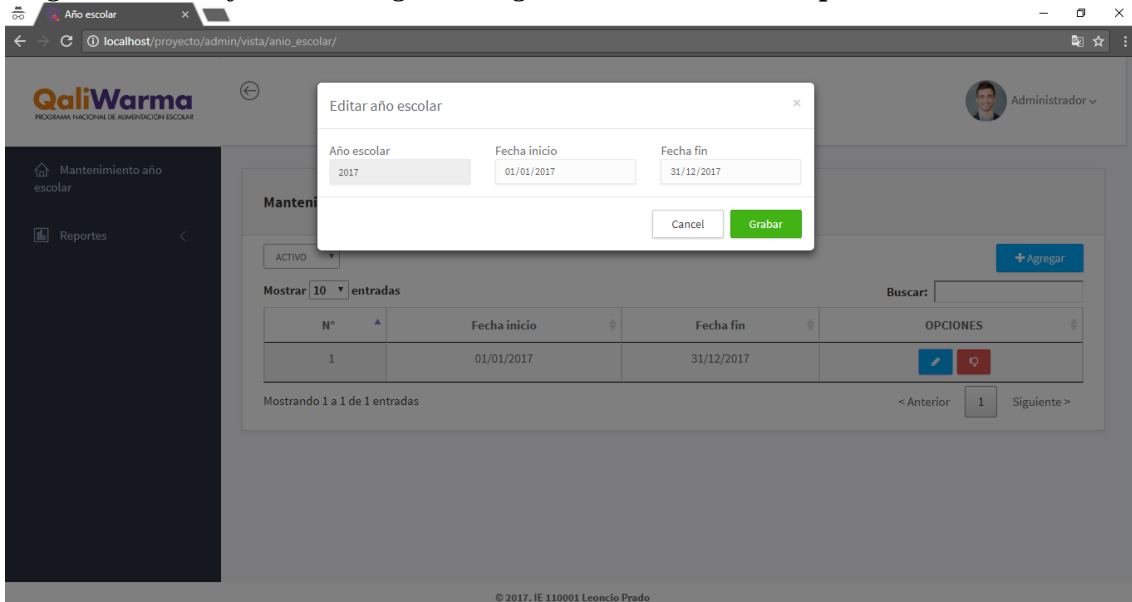 Año escolar
localhost/proyecto/admin/vista/anio_escolar/
QaliWarma
PROGRAMA NACIONAL DE ALIMENTACIÓN ESCOLAR
Administrador
Editar año escolar
Año escolar Fecha inicio Fecha fin
2017 01/01/2017 31/12/2017
Cancel Grabar
Mantenimiento año
escolar
Reportes
Manteni
ACTIVO
+ Agregar
Mostrar 10 entradas
Buscar:
N° Fecha inicio Fecha fin OPCIONES
1 01/01/2017 31/12/2017
Mostrando 1 a 1 de 1 entradas
< Anterior 1 Siguiente >
© 2017. IE 110001 Leoncio Prado